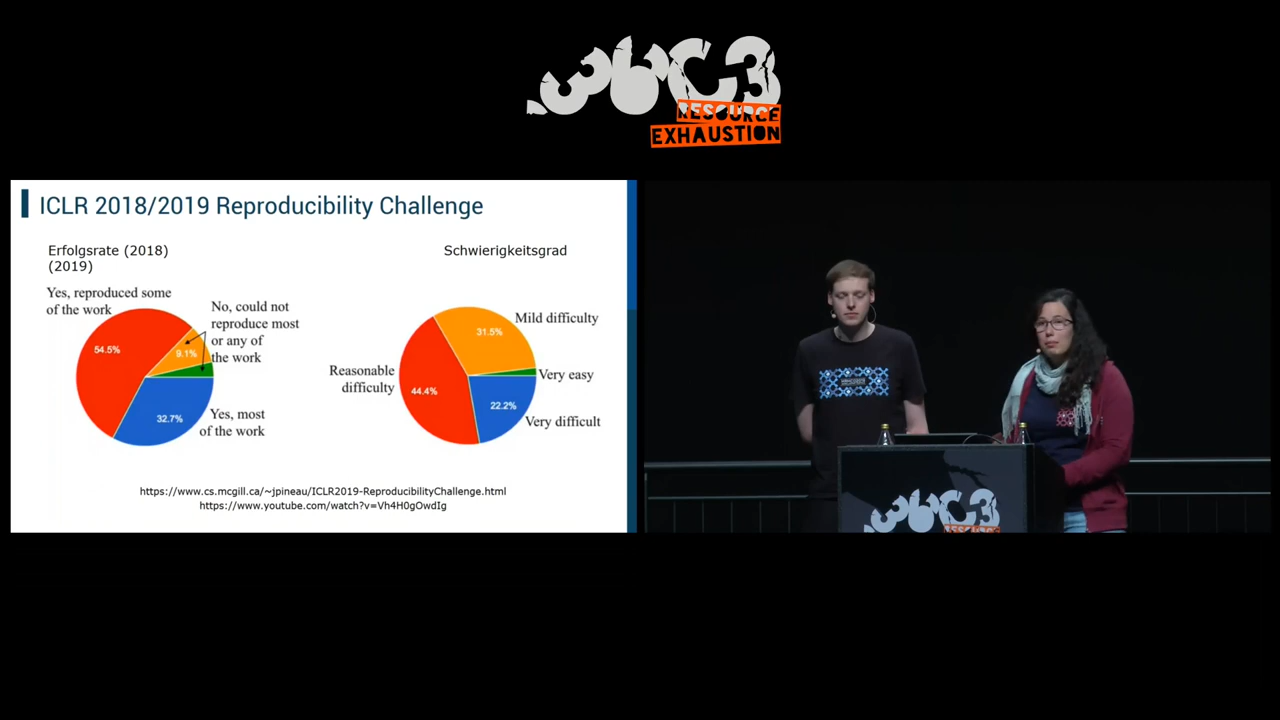 36C3
RESOURCE
EXHAUSTION
ICLR 2018/2019 Reproducibility Challenge
Erfolgsrate (2018)
(2019)
Schwierigkeitsgrad
Yes, reproduced some
of the work
No, could not
reproduce most
or any of
the work
54.5%
9.1%
32.7%
Yes, most
of the work
Mild difficulty
31.5%
Reasonable
difficulty
44.4%
Very easy
22.2%
Very difficult
https://www.cs.mcgill.ca/~jpineau/ICLR2019-ReproducibilityChallenge.html
https://www.youtube.com/watch?v=Vh4H0gOwdIg
36C3
RESOURCE